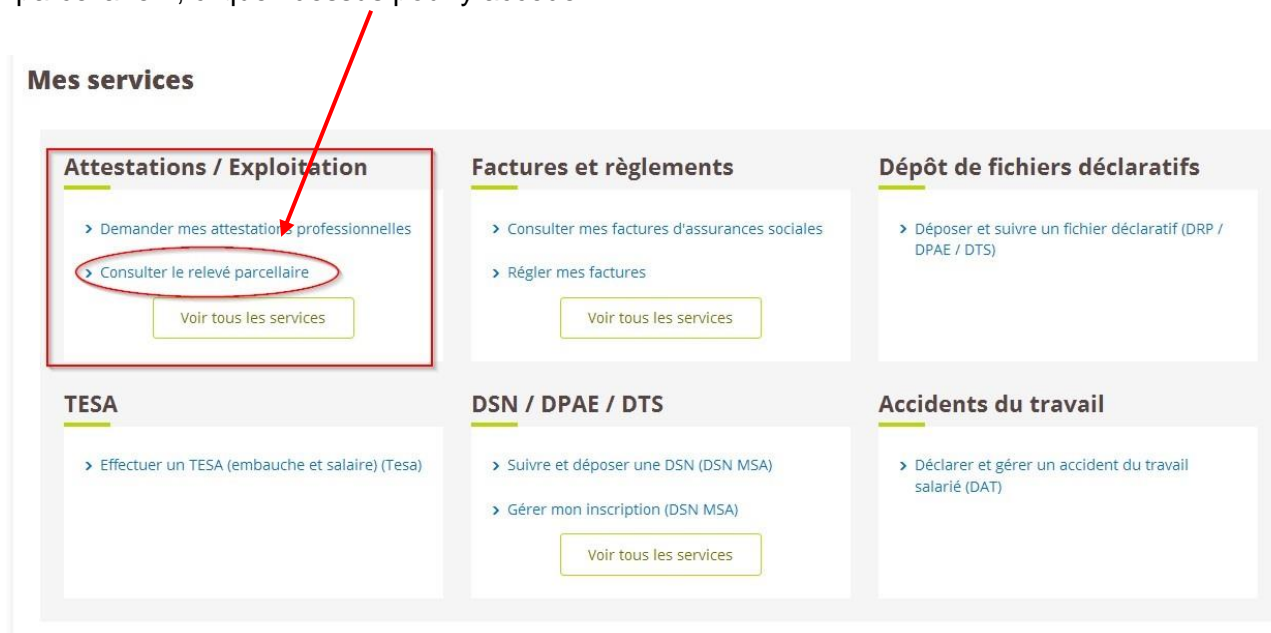 Mes services
Attestations / Exploitation
> Demander mes attestations professionnelles
> Consulter le relevé parcellaire
Voir tous les services
Factures et règlements
> Consulter mes factures d'assurances sociales
> Régler mes factures
Voir tous les services
Dépôt de fichiers déclaratifs
> Déposer et suivre un fichier déclaratif (DRP /
DPAE / DTS)
TESA
> Effectuer un TESA (embauche et salaire) (Tesa)
DSN / DPAE / DTS
> Suivre et déposer une DSN (DSN MSA)
> Gérer mon inscription (DSN MSA)
Voir tous les services
Accidents du travail
> Déclarer et gérer un accident du travail
salarié (DAT)